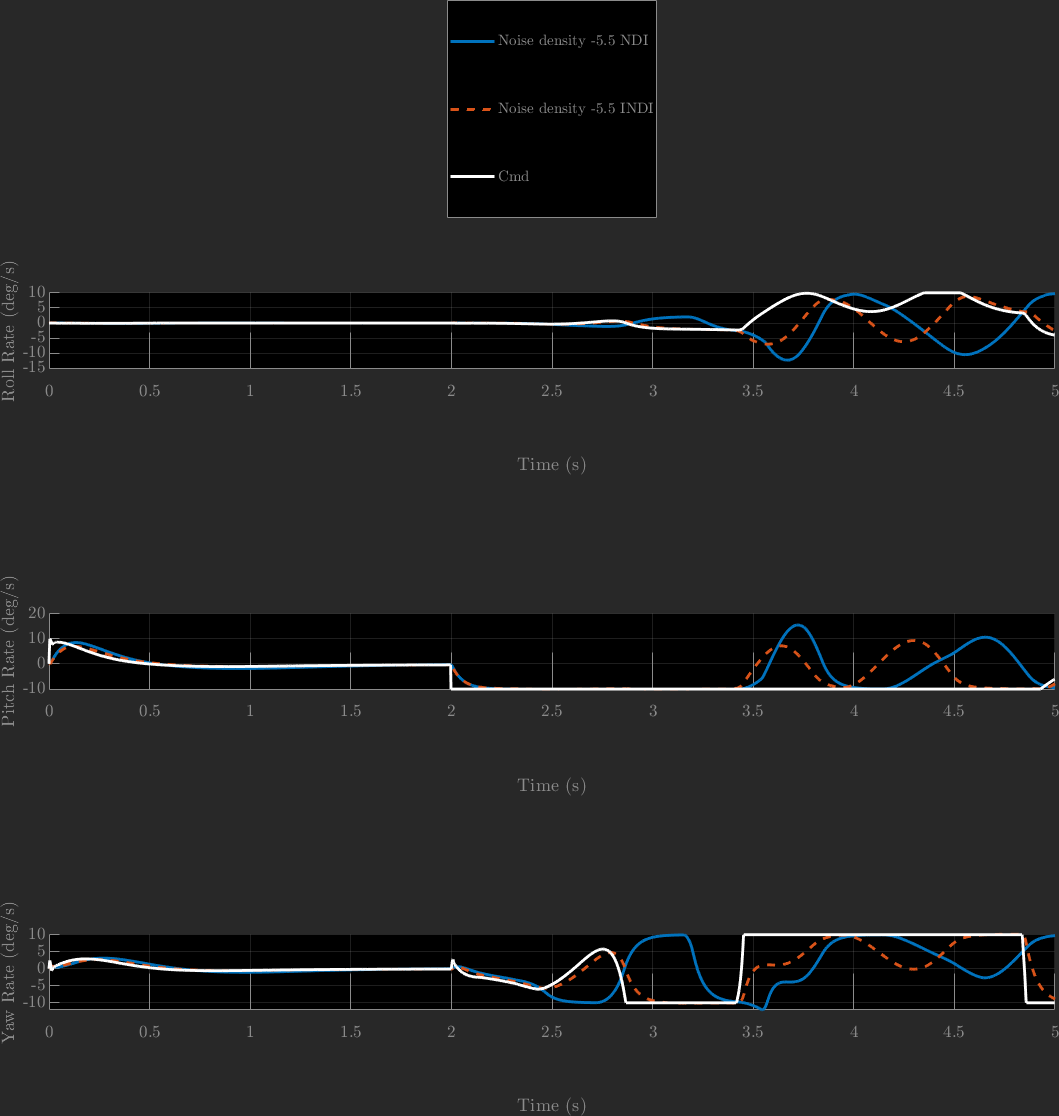 Noise density -5.5 NDI
Noise density -5.5 INDI
Cmd
Roll Rate (deg/s)
10
5
0
-5
-10
-15
0 0.5 1 1.5 2 2.5 3 3.5 4 4.5 5
Time (s)
Pitch Rate (deg/s)
20
10
0
-10
0 0.5 1 1.5 2 2.5 3 3.5 4 4.5 5
Time (s)
Yaw Rate (deg/s)
10
5
0
-5
-10
0 0.5 1 1.5 2 2.5 3 3.5 4 4.5 5
Time (s)